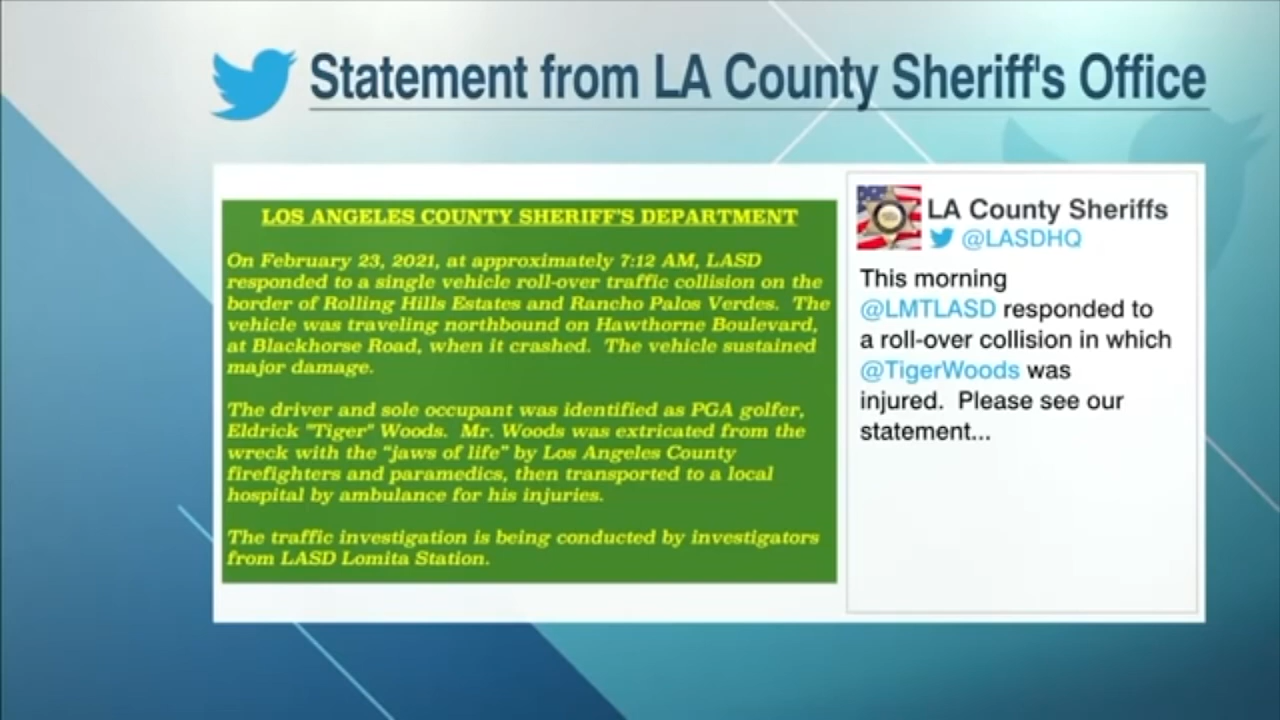 Statement from LA County Sheriff's Office
LOS ANGELES COUNTY SHERIFF'S DEPARTMENT
On February 23, 2021, at approximately 7:12 AM, LASD
responded to a single vehicle roll-over traffic collision on the
border of Rolling Hills Estates and Rancho Palos Verdes.  The
vehicle was traveling northbound on Hawthorne Boulevard,
at Blackhorse Road, when it crashed.  The vehicle sustained
major damage.
The driver and sole occupant was identified as PGA golfer,
Eldrick "Tiger" Woods.  Mr. Woods was extricated from the
wreck with the “jaws of life” by Los Angeles County
firefighters and paramedics, then transported to a local
hospital by ambulance for his injuries.
The traffic investigation is being conducted by investigators
from LASD Lomita Station.
LA County Sheriffs
@LASDHQ
This morning
@LMTLASD responded to
a roll-over collision in which
@TigerWoods was
injured.  Please see our
statement...